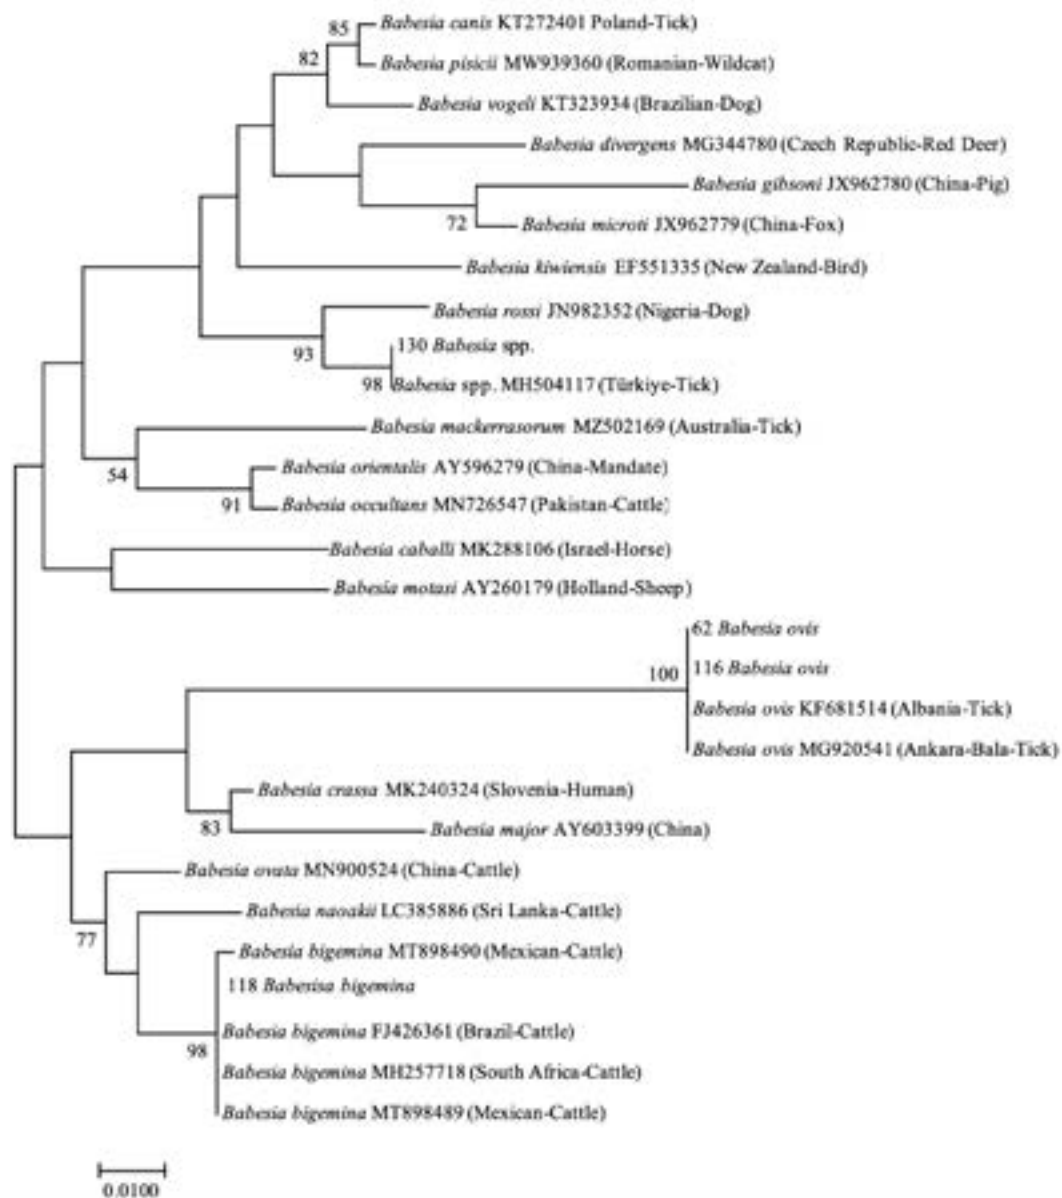 85
Babesia canis KT272401 Poland-Tick)
Babesia pisicii MW939360 (Romanian-Wildcat)
82
Babesia vogeli KT323934 (Brazilian-Dog)
Babesia divergens MG344780 (Czech Republic-Red Deer)
Babesia gibsoni JX962780 (China-Pig)
72
Babesia microti JX962779 (China-Fox)
Babesia kiwiensis EF551335 (New Zealand-Bird)
Babesia rossi JN982352 (Nigeria-Dog)
93
130 Babesia spp.
98
Babesia spp. MH504117 (Türkiye-Tick)
Babesia mackerrasorum MZ502169 (Australia-Tick)
54
Babesia orientalis AY596279 (China-Mandate)
91
Babesia occultans MN726547 (Pakistan-Cattle)
Babesia caballi MK288106 (Israel-Horse)
Babesia motasi AY260179 (Holland-Sheep)
62 Babesia ovis
100
116 Babesia ovis
Babesia ovis KF681514 (Albania-Tick)
Babesia ovis MG920541 (Ankara-Bala-Tick)
Babesia crassa MK240324 (Slovenia-Human)
83
Babesia major AY603399 (China)
Babesia ovata MN900524 (China-Cattle)
77
Babesia naoakii LC385886 (Sri Lanka-Cattle)
Babesia bigemina MT898490 (Mexican-Cattle)
118 Babesisa bigemina
Babesia bigemina FJ426361 (Brazil-Cattle)
98
Babesia bigemina MH257718 (South Africa-Cattle)
Babesia bigemina MT898489 (Mexican-Cattle)
0.0100